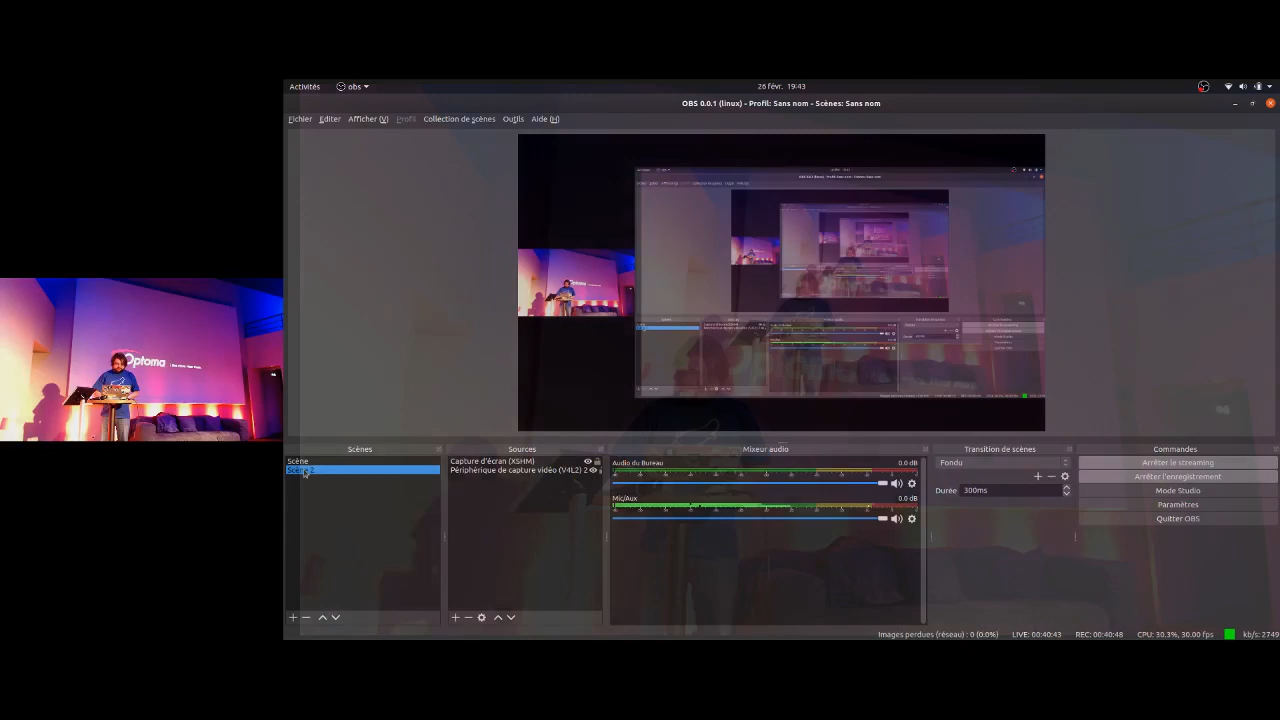 Activités
obs
26 févr. 19:43
OBS 0.0.1 (linux) - Profil: Sans nom - Scènes: Sans nom
Fichier Editer Afficher (V) Profil Collection de scènes Outils Aide (H)
Optoma
Scènes
Scène
Scène 2
Sources
Capture d'écran (XSHM)
Périphérique de capture vidéo (V4L2) 2
Mixeur audio
Audio du Bureau
0.0 dB
Mic/Aux
0.0 dB
Transition de scènes
Fondu
Durée 300ms
Commandes
Arrêter le streaming
Arrêter l'enregistrement
Mode Studio
Paramètres
Quitter OBS
Images perdues (réseau) : 0 (0.0%) LIVE: 00:40:43 REC: 00:40:48 CPU: 30.3%, 30.00 fps kb/s: 2749